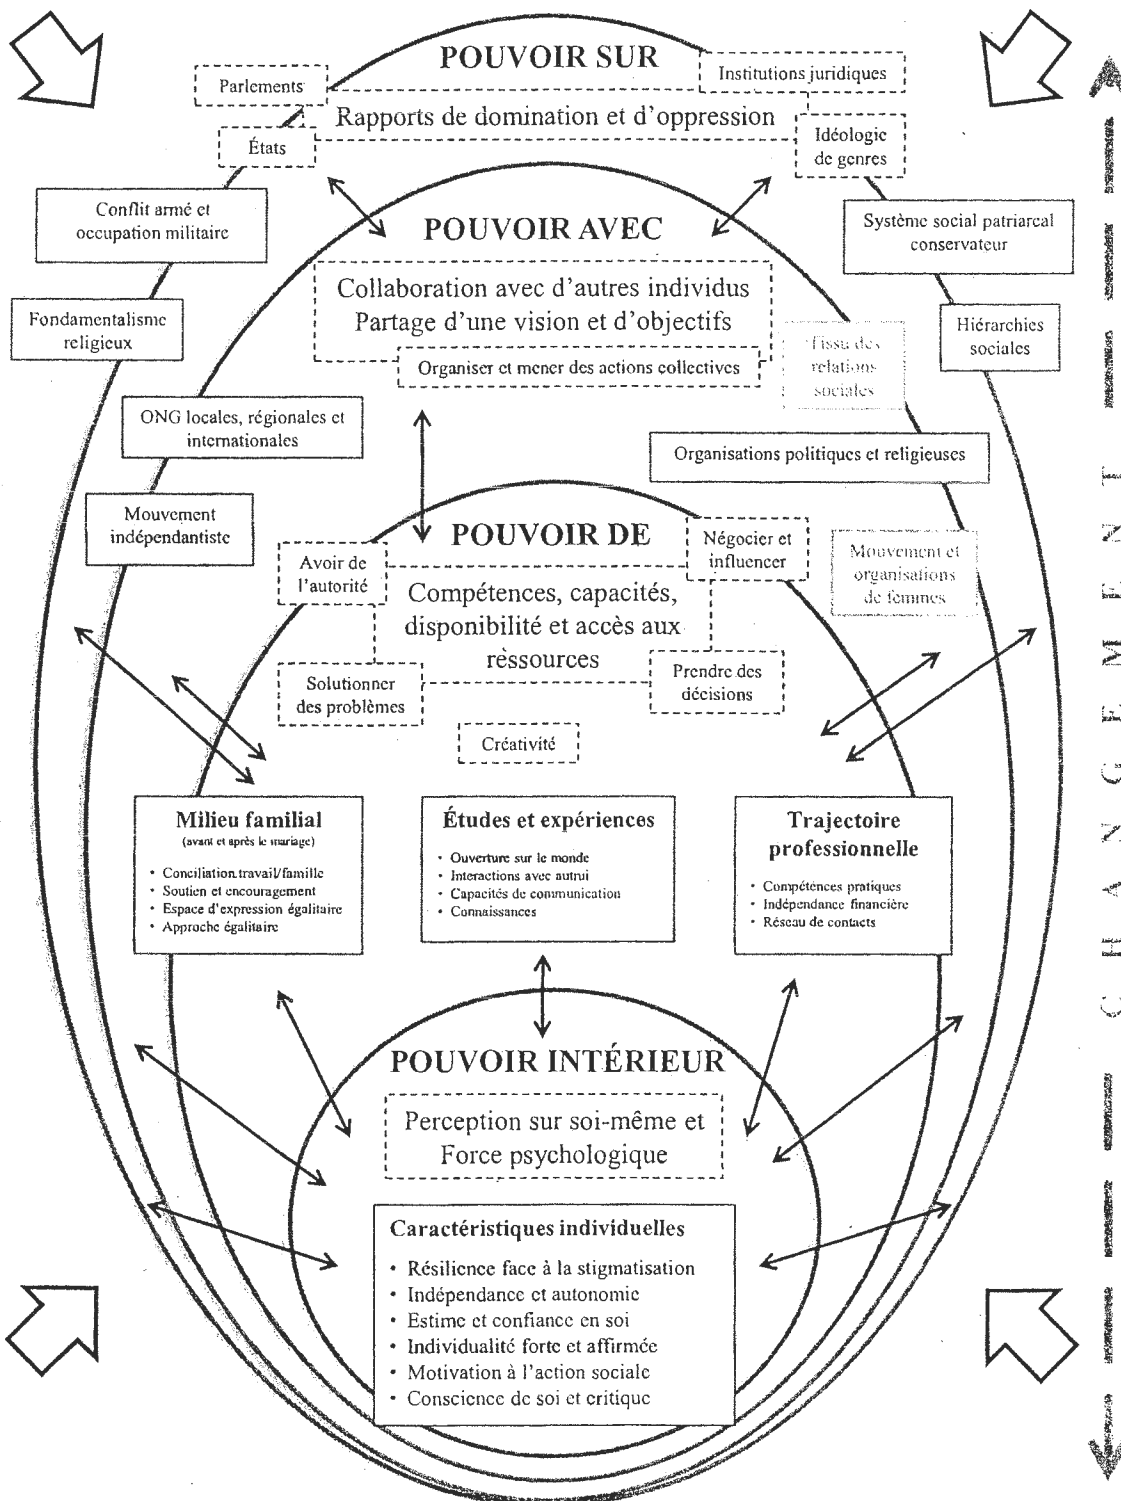 POUVOIR SUR
Parlements
Institutions juridiques
Rapports de domination et d'oppression
États
Idéologie
de genres
Conflit armé et
occupation militaire
Système social patriarcal
conservateur
POUVOIR AVEC
Collaboration avec d'autres individus
Partage d'une vision et d'objectifs
Organiser et mener des actions collectives
Fondamentalisme
religieux
Hiérarchies
sociales
Tissu des
relations
sociales
ONG locales, régionales et
internationales
Organisations politiques et religieuses
Mouvement
indépendantiste
POUVOIR DE
Avoir de
l'autorité
Négocier et
influencer
Mouvement et
organisations
de femmes
Compétences, capacités,
disponibilité et accès aux
rèssources
Solutionner
des problèmes
Prendre des
décisions
Créativité
Milieu familial
(avant et après le mariage)
• Conciliation travail/famille
• Soutien et encouragement
• Espace d'expression égalitaire
• Approche égalitaire
Études et expériences
• Ouverture sur le monde
• Interactions avec autrui
• Capacités de communication
• Connaissances
Trajectoire
professionnelle
• Compétences pratiques
• Indépendance financière
• Réseau de contacts
POUVOIR INTÉRIEUR
Perception sur soi-même et
Force psychologique
Caractéristiques individuelles
• Résilience face à la stigmatisation
• Indépendance et autonomie
• Estime et confiance en soi
• Individualité forte et affirmée
• Motivation à l'action sociale
• Conscience de soi et critique
CHANGEMENT